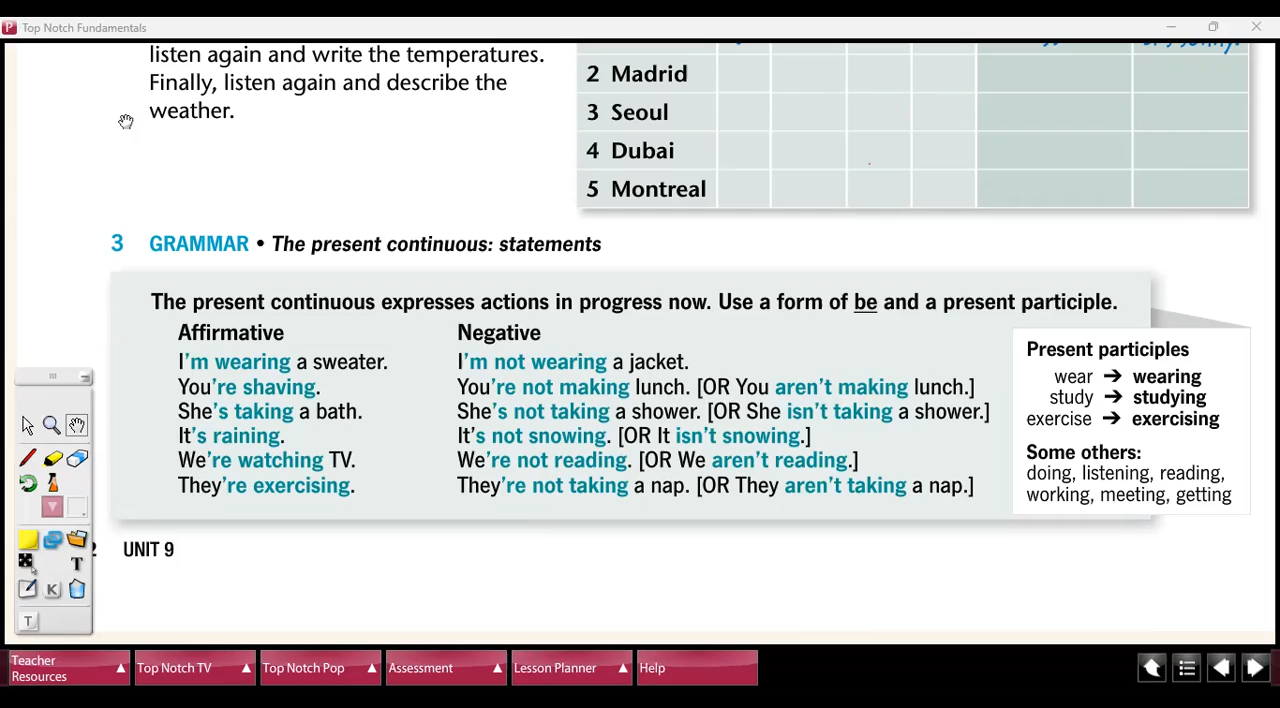 Top Notch Fundamentals
listen again and write the temperatures.
Finally, listen again and describe the
weather.
2 Madrid
3 Seoul
4 Dubai
5 Montreal
3 GRAMMAR • The present continuous: statements
The present continuous expresses actions in progress now. Use a form of be and a present participle.
Affirmative
I'm wearing a sweater.
You're shaving.
She's taking a bath.
It's raining.
We're watching TV.
They're exercising.
Negative
I'm not wearing a jacket.
You're not making lunch. [OR You aren't making lunch.]
She's not taking a shower. [OR She isn't taking a shower.]
It's not snowing. [OR It isn't snowing.]
We're not reading. [OR We aren't reading.]
They're not taking a nap. [OR They aren't taking a nap.]
Present participles
wear → wearing
study → studying
exercise → exercising
Some others:
doing, listening, reading,
working, meeting, getting
2 UNIT 9
T
K
T
Teacher
Resources
Top Notch TV
Top Notch Pop
Assessment
Lesson Planner
Help